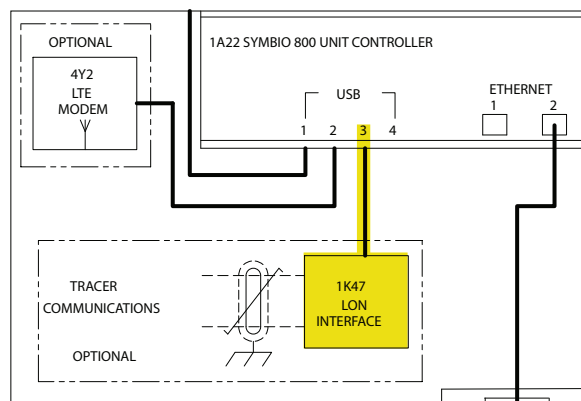 OPTIONAL
4Y2
LTE
MODEM
1A22 SYMBIO 800 UNIT CONTROLLER
USB
1 2 3 4
ETHERNET
1 2
TRACER
COMMUNICATIONS
OPTIONAL
1K47
LON
INTERFACE